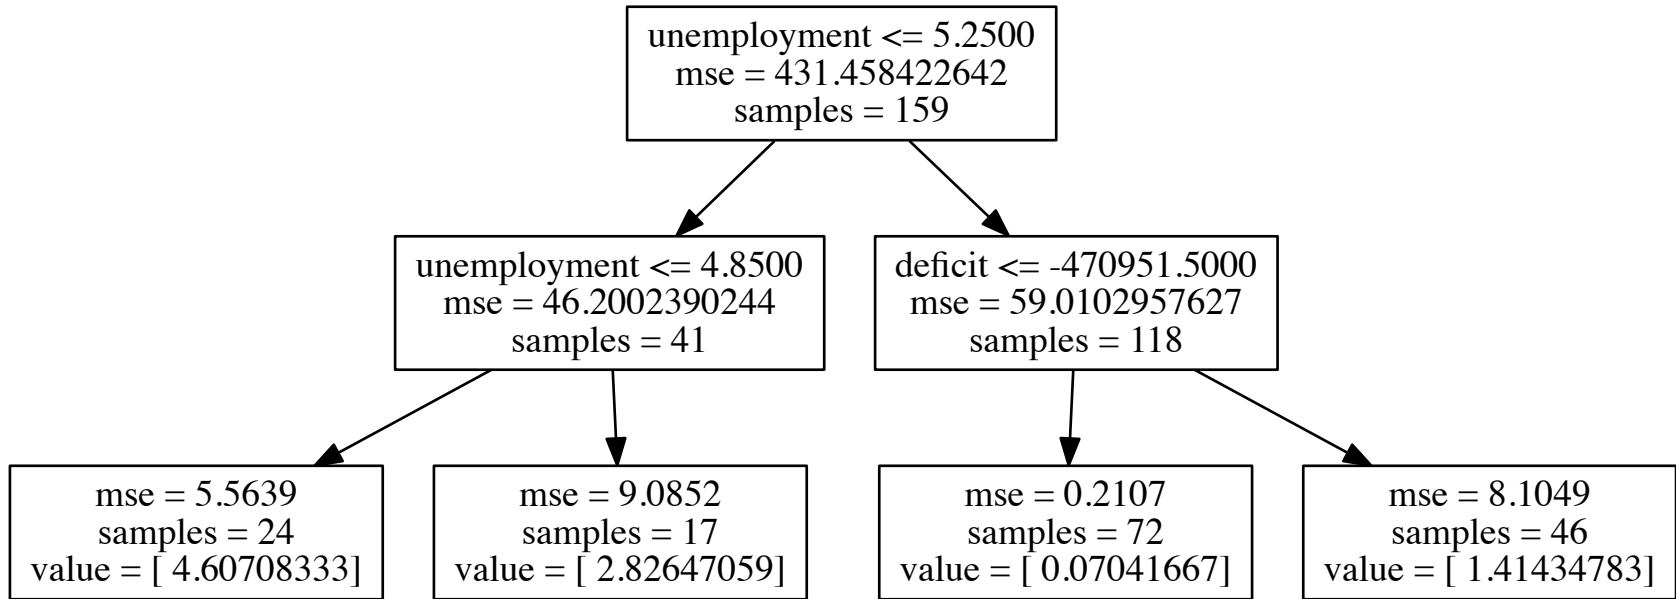 unemployment <= 5.2500
mse = 431.458422642
samples = 159
unemployment <= 4.8500
mse = 46.2002390244
samples = 41
deficit <= -470951.5000
mse = 59.0102957627
samples = 118
mse = 5.5639
samples = 24
value = [ 4.60708333]
mse = 9.0852
samples = 17
value = [ 2.82647059]
mse = 0.2107
samples = 72
value = [ 0.07041667]
mse = 8.1049
samples = 46
value = [ 1.41434783]